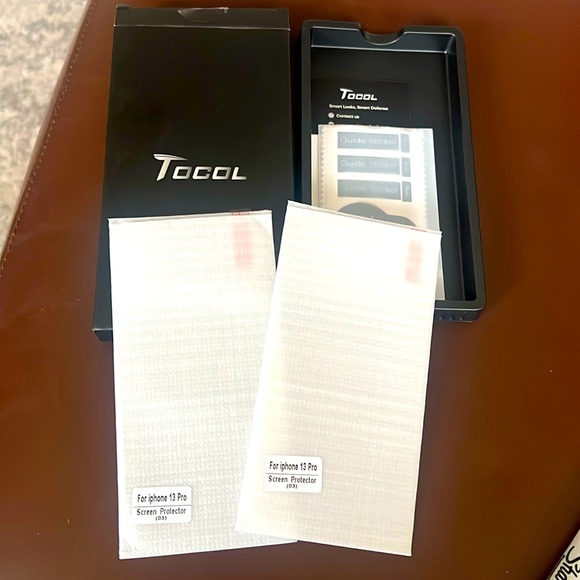 TOCOL
TOCOL
Smart Looks, Smart Defense
Contact us
Guide Sticker
Guide Sticker
Guide Sticker
For iphone 13 Pro
Screen Protector
(03)
For iphone 13 Pro
Screen Protector
(03)